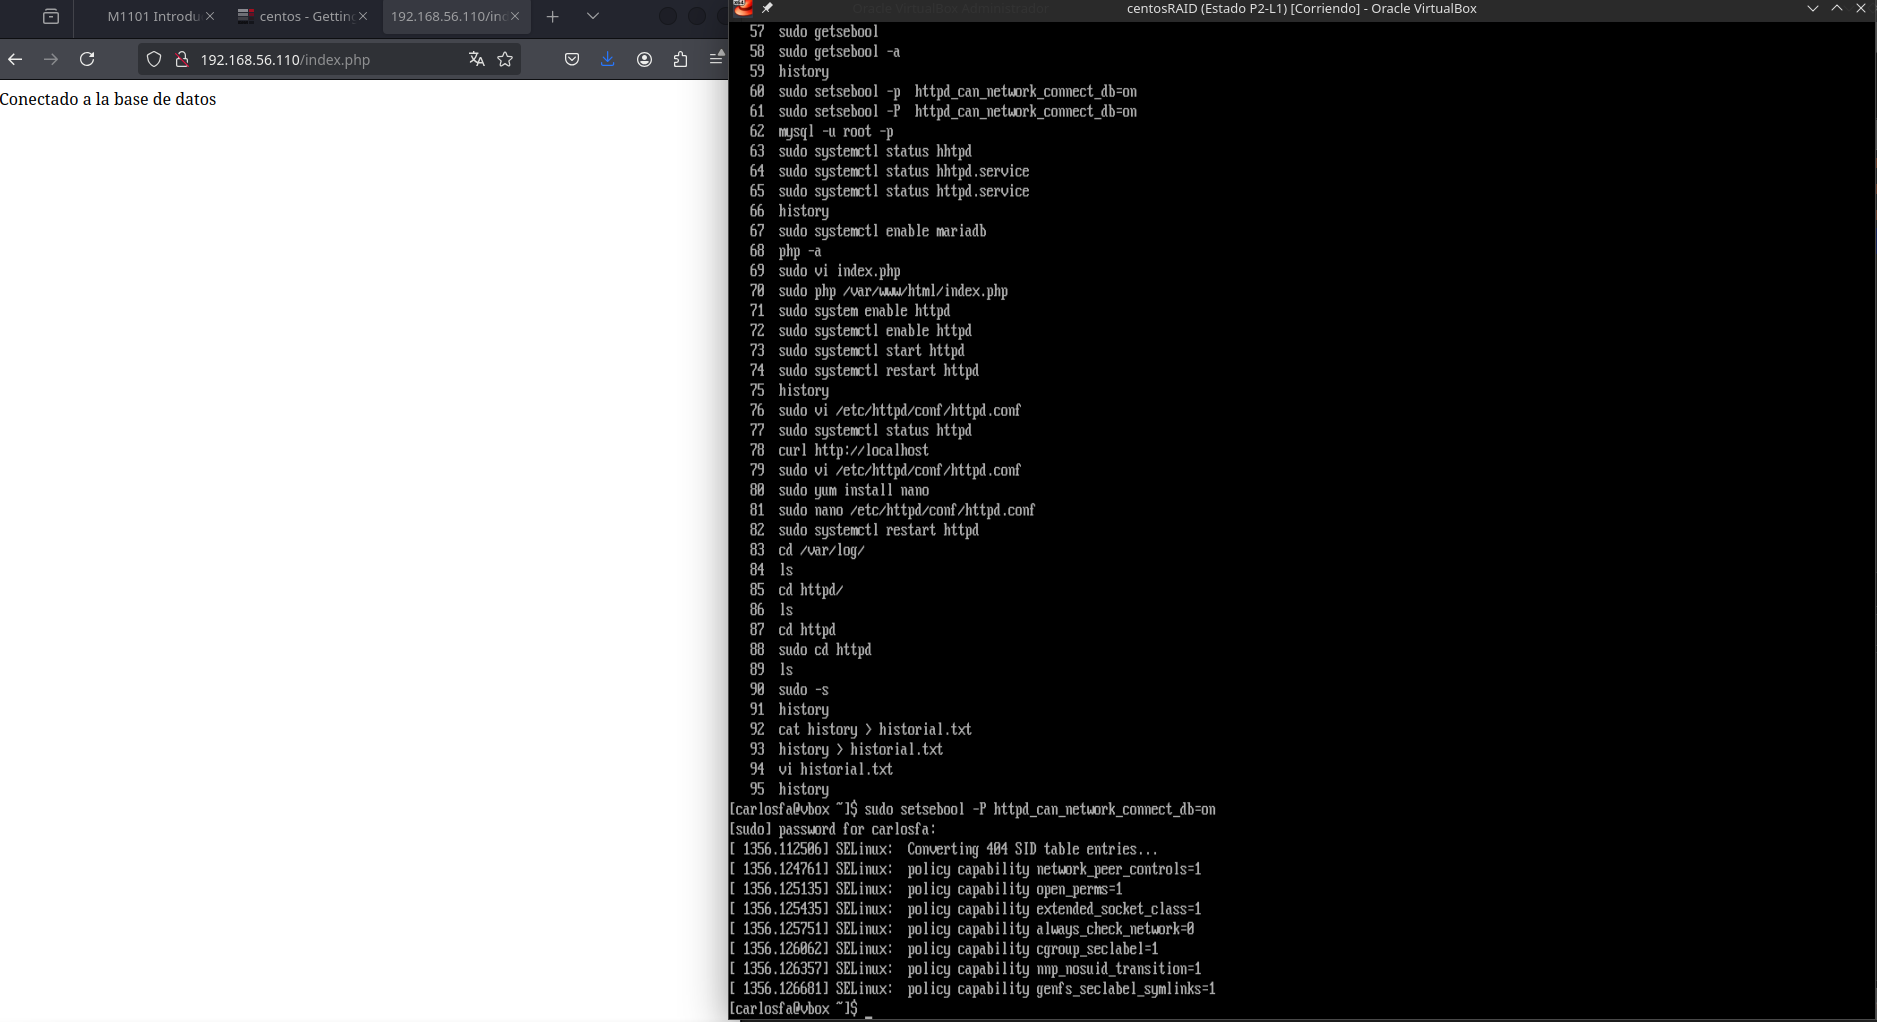 M1101 Introdu
centos - Getting
192.168.56.110/ind
192.168.56.110/index.php
Conectado a la base de datos
centosRAID (Estado P2-L1) [Corriendo] - Oracle VirtualBox
57 sudo getsebool
58 sudo getsebool -a
59 history
60 sudo setsebool -p  httpd_can_network_connect_db=on
61 sudo setsebool -P  httpd_can_network_connect_db=on
62 mysql -u root -p
63 sudo systemctl status hhtpd
64 sudo systemctl status hhtpd.service
65 sudo systemctl status httpd.service
66 history
67 sudo systemctl enable mariadb
68 php -a
69 sudo vi index.php
70 sudo php /var/www/html/index.php
71 sudo system enable httpd
72 sudo systemctl enable httpd
73 sudo systemctl start httpd
74 sudo systemctl restart httpd
75 history
76 sudo vi /etc/httpd/conf/httpd.conf
77 sudo systemctl status httpd
78 curl http://localhost
79 sudo vi /etc/httpd/conf/httpd.conf
80 sudo yum install nano
81 sudo nano /etc/httpd/conf/httpd.conf
82 sudo systemctl restart httpd
83 cd /var/log/
84 ls
85 cd httpd/
86 ls
87 cd httpd
88 sudo cd httpd
89 ls
90 sudo -s
91 history
92 cat history > historial.txt
93 history > historial.txt
94 vi historial.txt
95 history
[carlosfa@vbox ~]$ sudo setsebool -P httpd_can_network_connect_db=on
[sudo] password for carlosfa:
[ 1356.112506] SELinux:  Converting 404 SID table entries...
[ 1356.124761] SELinux:  policy capability network_peer_controls=1
[ 1356.125135] SELinux:  policy capability open_perms=1
[ 1356.125435] SELinux:  policy capability extended_socket_class=1
[ 1356.125751] SELinux:  policy capability always_check_network=0
[ 1356.126062] SELinux:  policy capability cgroup_seclabel=1
[ 1356.126357] SELinux:  policy capability nnp_nosuid_transition=1
[ 1356.126681] SELinux:  policy capability genfs_seclabel_symlinks=1
[carlosfa@vbox ~]$ _